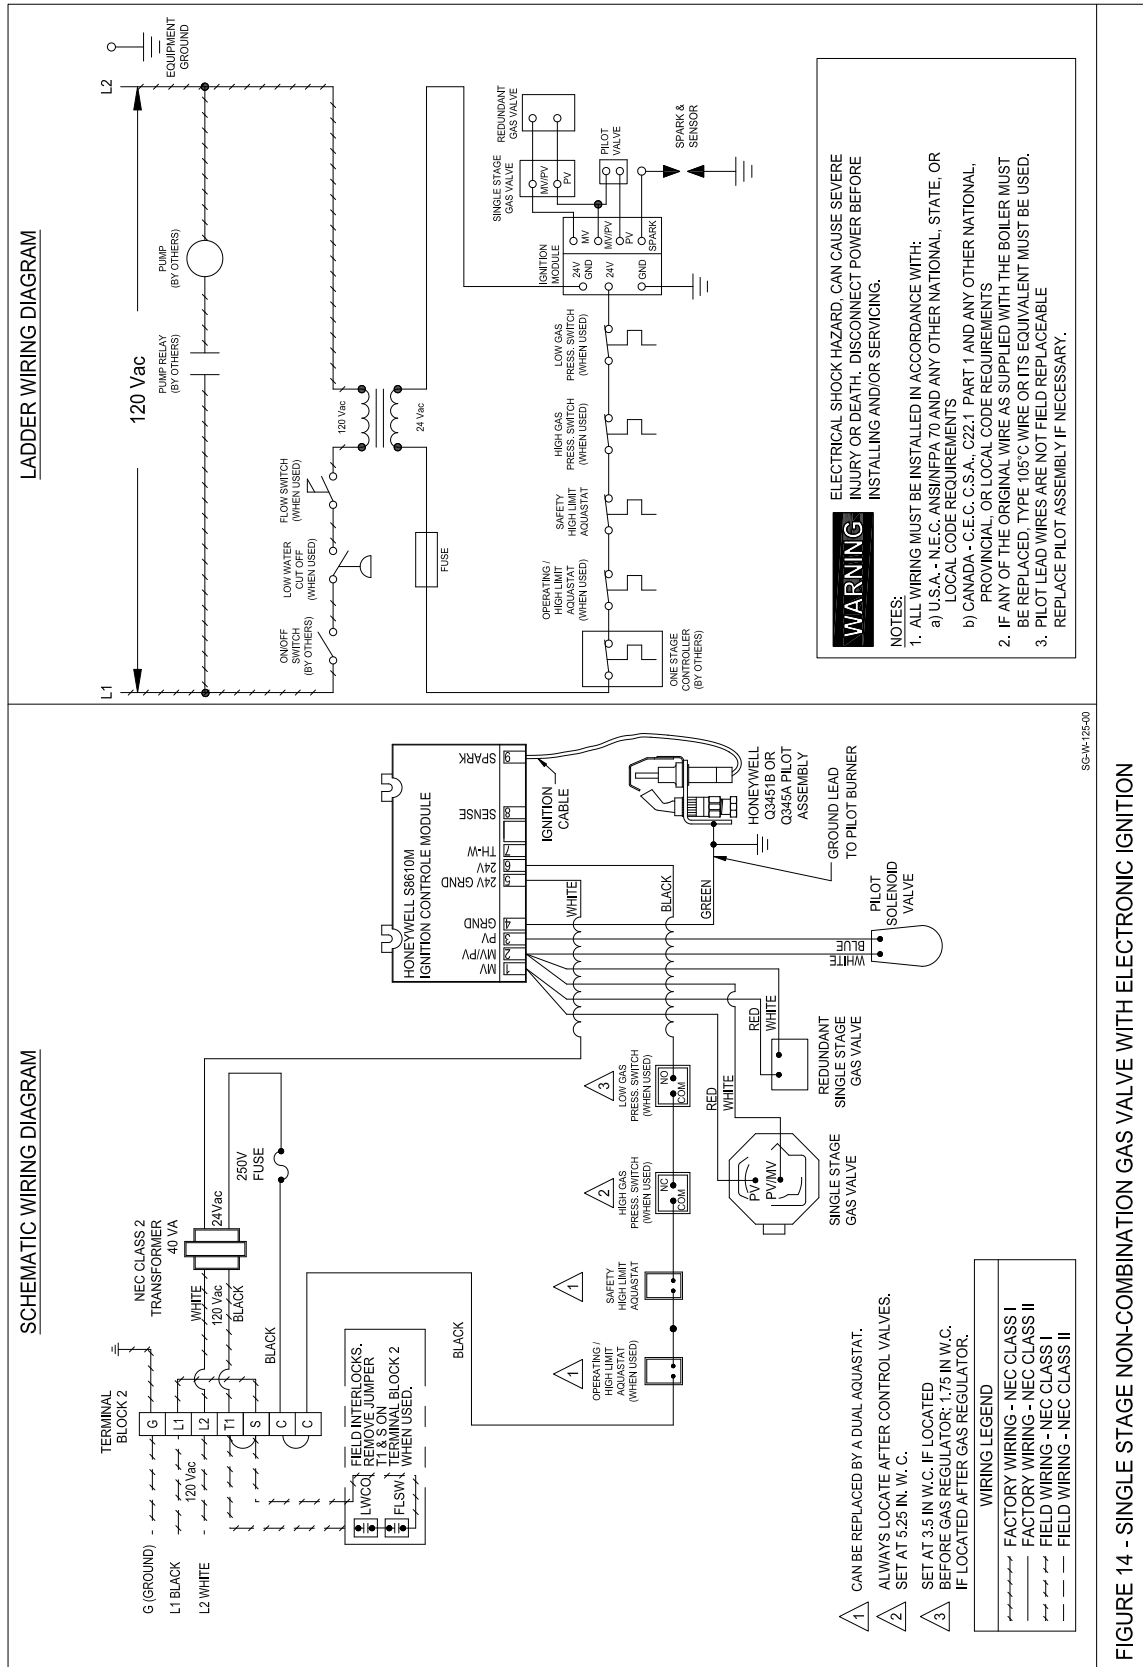 SCHEMATIC WIRING DIAGRAM
TERMINAL
BLOCK 2
G (GROUND)
L1 BLACK
L2 WHITE
120 Vac
G
L1
L2
T1
S
C
C
NEC CLASS 2
TRANSFORMER
40 VA
WHITE
120 Vac
BLACK
24Vac
250V
FUSE
BLACK
BLACK
LWCO
FLSW
FIELD INTERLOCKS.
REMOVE JUMPER
T1 & S ON
TERMINAL BLOCK 2
WHEN USED.
HONEYWELL S8610M
IGNITION CONTROLE MODULE
MV
MV/PV
PV
GRND
24V GRND
24V
TH-W
SENSE
SPARK
1
2
3
4
5
6
7
8
9
IGNITION
CABLE
WHITE
BLACK
GREEN
HONEYWELL
Q3451B OR
Q345A PILOT
ASSEMBLY
GROUND LEAD
TO PILOT BURNER
WHITE
BLUE
PILOT
SOLENOID
VALVE
RED
WHITE
REDUNDANT
SINGLE STAGE
GAS VALVE
RED
WHITE
PV
PV/MV
SINGLE STAGE
GAS VALVE
1
OPERATING /
HIGH LIMIT
AQUASTAT
(WHEN USED)
1
SAFETY
HIGH LIMIT
AQUASTAT
2
HIGH GAS
PRESS. SWITCH
(WHEN USED)
NC
COM
3
LOW GAS
PRESS. SWITCH
(WHEN USED)
NO
COM
1 CAN BE REPLACED BY A DUAL AQUASTAT.
2 ALWAYS LOCATE AFTER CONTROL VALVES.
SET AT 5.25 IN. W. C.
3 SET AT 3.5 IN W.C. IF LOCATED
BEFORE GAS REGULATOR; 1.75 IN W.C.
IF LOCATED AFTER GAS REGULATOR.
WIRING LEGEND
FACTORY WIRING - NEC CLASS I
FACTORY WIRING - NEC CLASS II
FIELD WIRING - NEC CLASS I
FIELD WIRING - NEC CLASS II
SG-W-125-00
LADDER WIRING DIAGRAM
L1
L2
120 Vac
EQUIPMENT
GROUND
PUMP RELAY
(BY OTHERS)
PUMP
(BY OTHERS)
ON/OFF
SWITCH
(BY OTHERS)
LOW WATER
CUT OFF
(WHEN USED)
FLOW SWITCH
(WHEN USED)
120 Vac
24 Vac
FUSE
ONE STAGE
CONTROLLER
(BY OTHERS)
OPERATING /
HIGH LIMIT
AQUASTAT
(WHEN USED)
SAFETY
HIGH LIMIT
AQUASTAT
HIGH GAS
PRESS. SWITCH
(WHEN USED)
LOW GAS
PRESS. SWITCH
(WHEN USED)
IGNITION
MODULE
24V
GND
24V
GND
MV
MV/PV
PV
SPARK
SINGLE STAGE
GAS VALVE
MV/PV
PV
REDUNDANT
GAS VALVE
PILOT
VALVE
SPARK &
SENSOR
WARNING
ELECTRICAL SHOCK HAZARD, CAN CAUSE SEVERE
INJURY OR DEATH. DISCONNECT POWER BEFORE
INSTALLING AND/OR SERVICING.
NOTES:
1. ALL WIRING MUST BE INSTALLED IN ACCORDANCE WITH:
a) U.S.A. - N.E.C. ANSI/NFPA 70 AND ANY OTHER NATIONAL, STATE, OR
LOCAL CODE REQUIREMENTS
b) CANADA - C.E.C. C.S.A., C22.1 PART 1 AND ANY OTHER NATIONAL,
PROVINCIAL, OR LOCAL CODE REQUIREMENTS
2. IF ANY OF THE ORIGINAL WIRE AS SUPPLIED WITH THE BOILER MUST
BE REPLACED, TYPE 105°C WIRE OR ITS EQUIVALENT MUST BE USED.
3. PILOT LEAD WIRES ARE NOT FIELD REPLACEABLE
REPLACE PILOT ASSEMBLY IF NECESSARY.
FIGURE 14 - SINGLE STAGE NON-COMBINATION GAS VALVE WITH ELECTRONIC IGNITION